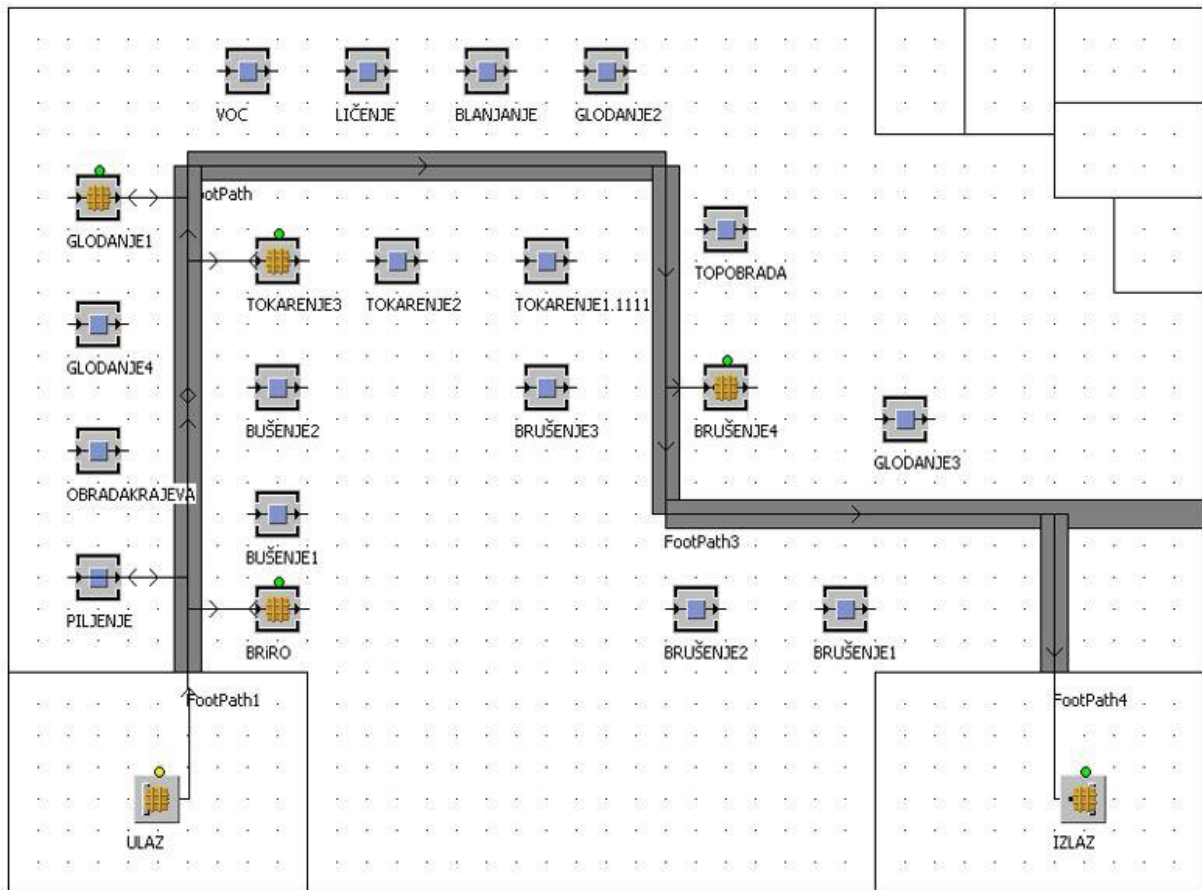 VOC
LIČENJE
BLANJANJE
GLODANJE2
GLODANJE1
TOKARENJE3
TOKARENJE2
TOKARENJE1.1111
TOPOBRADA
GLODANJE4
BUŠENJE2
BRUŠENJE3
BRUŠENJE4
GLODANJE3
OBRADAKRAJEVA
BUŠENJE1
FootPath3
PILJENJE
BRiRO
BRUŠENJE2
BRUŠENJE1
FootPath1
FootPath4
ULAZ
IZLAZ